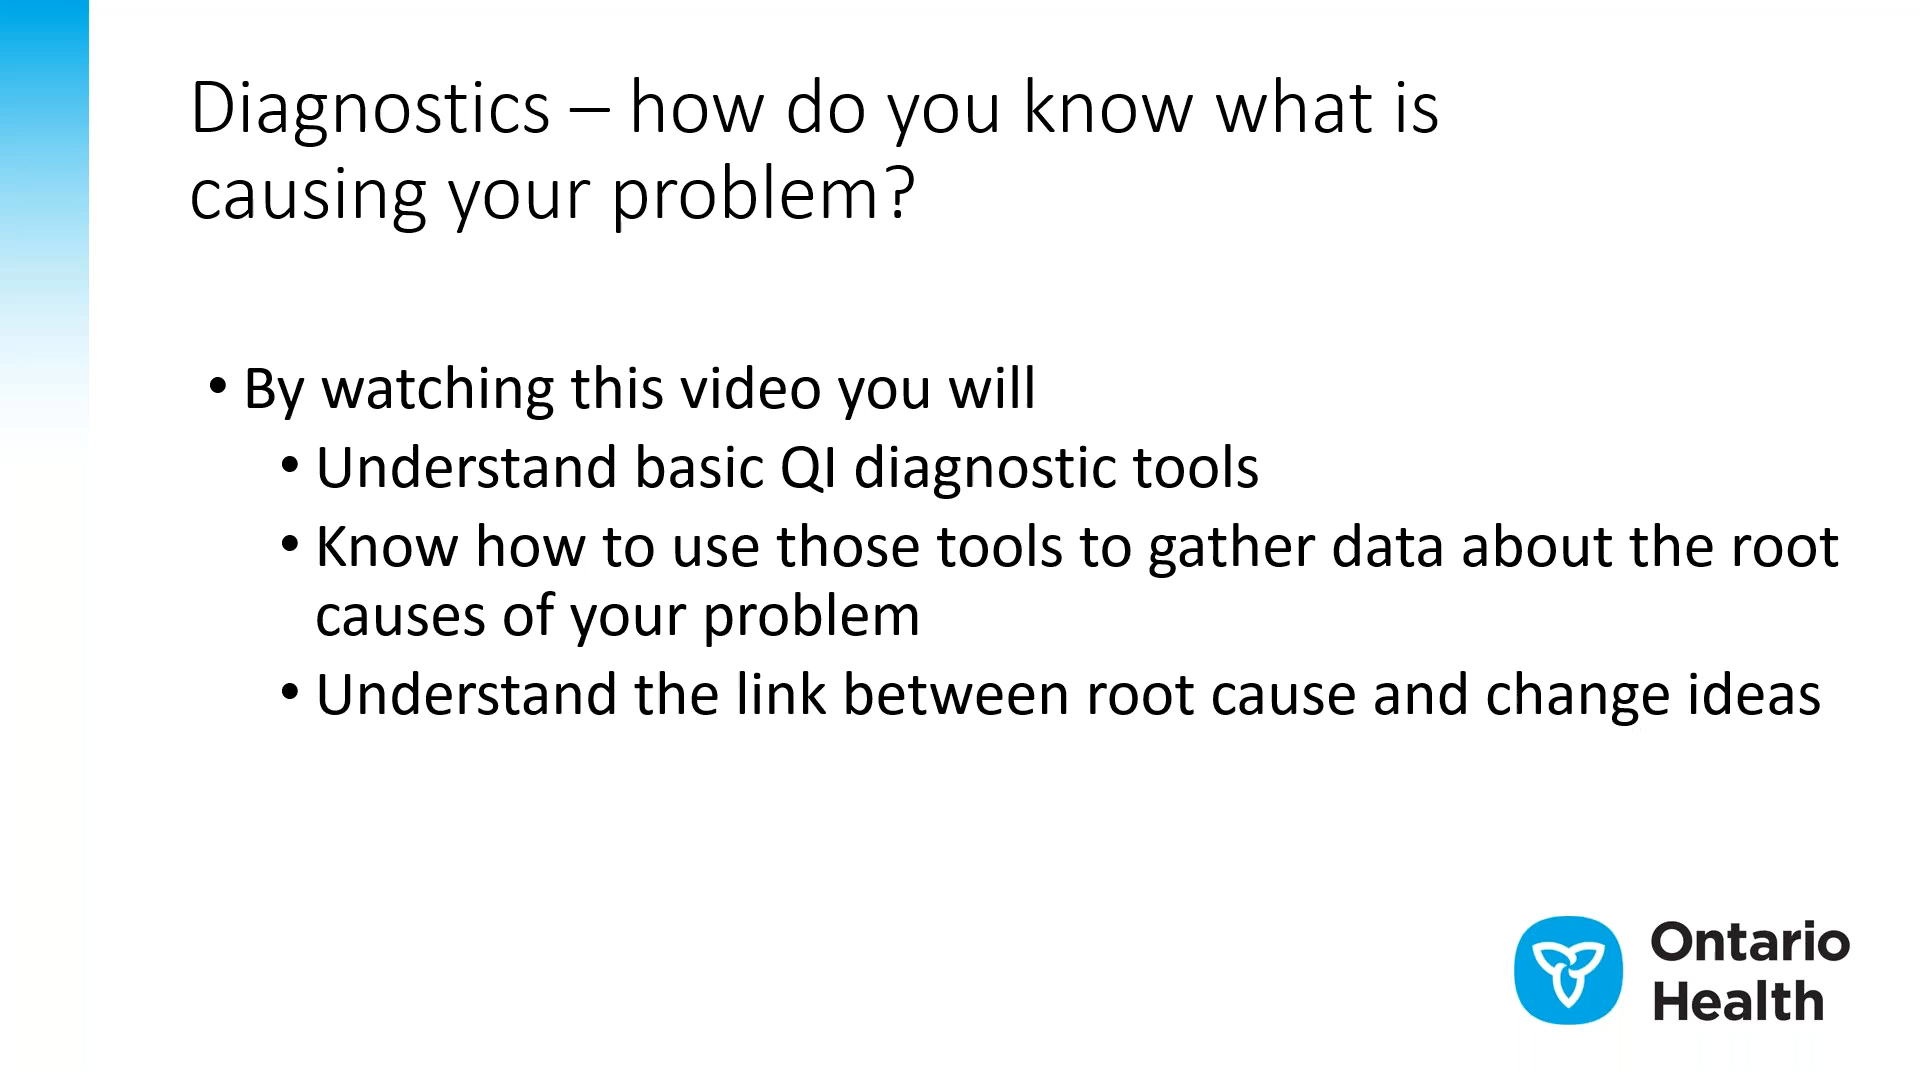 Diagnostics – how do you know what is
causing your problem?
• By watching this video you will
• Understand basic QI diagnostic tools
• Know how to use those tools to gather data about the root
causes of your problem
• Understand the link between root cause and change ideas
Ontario
Health